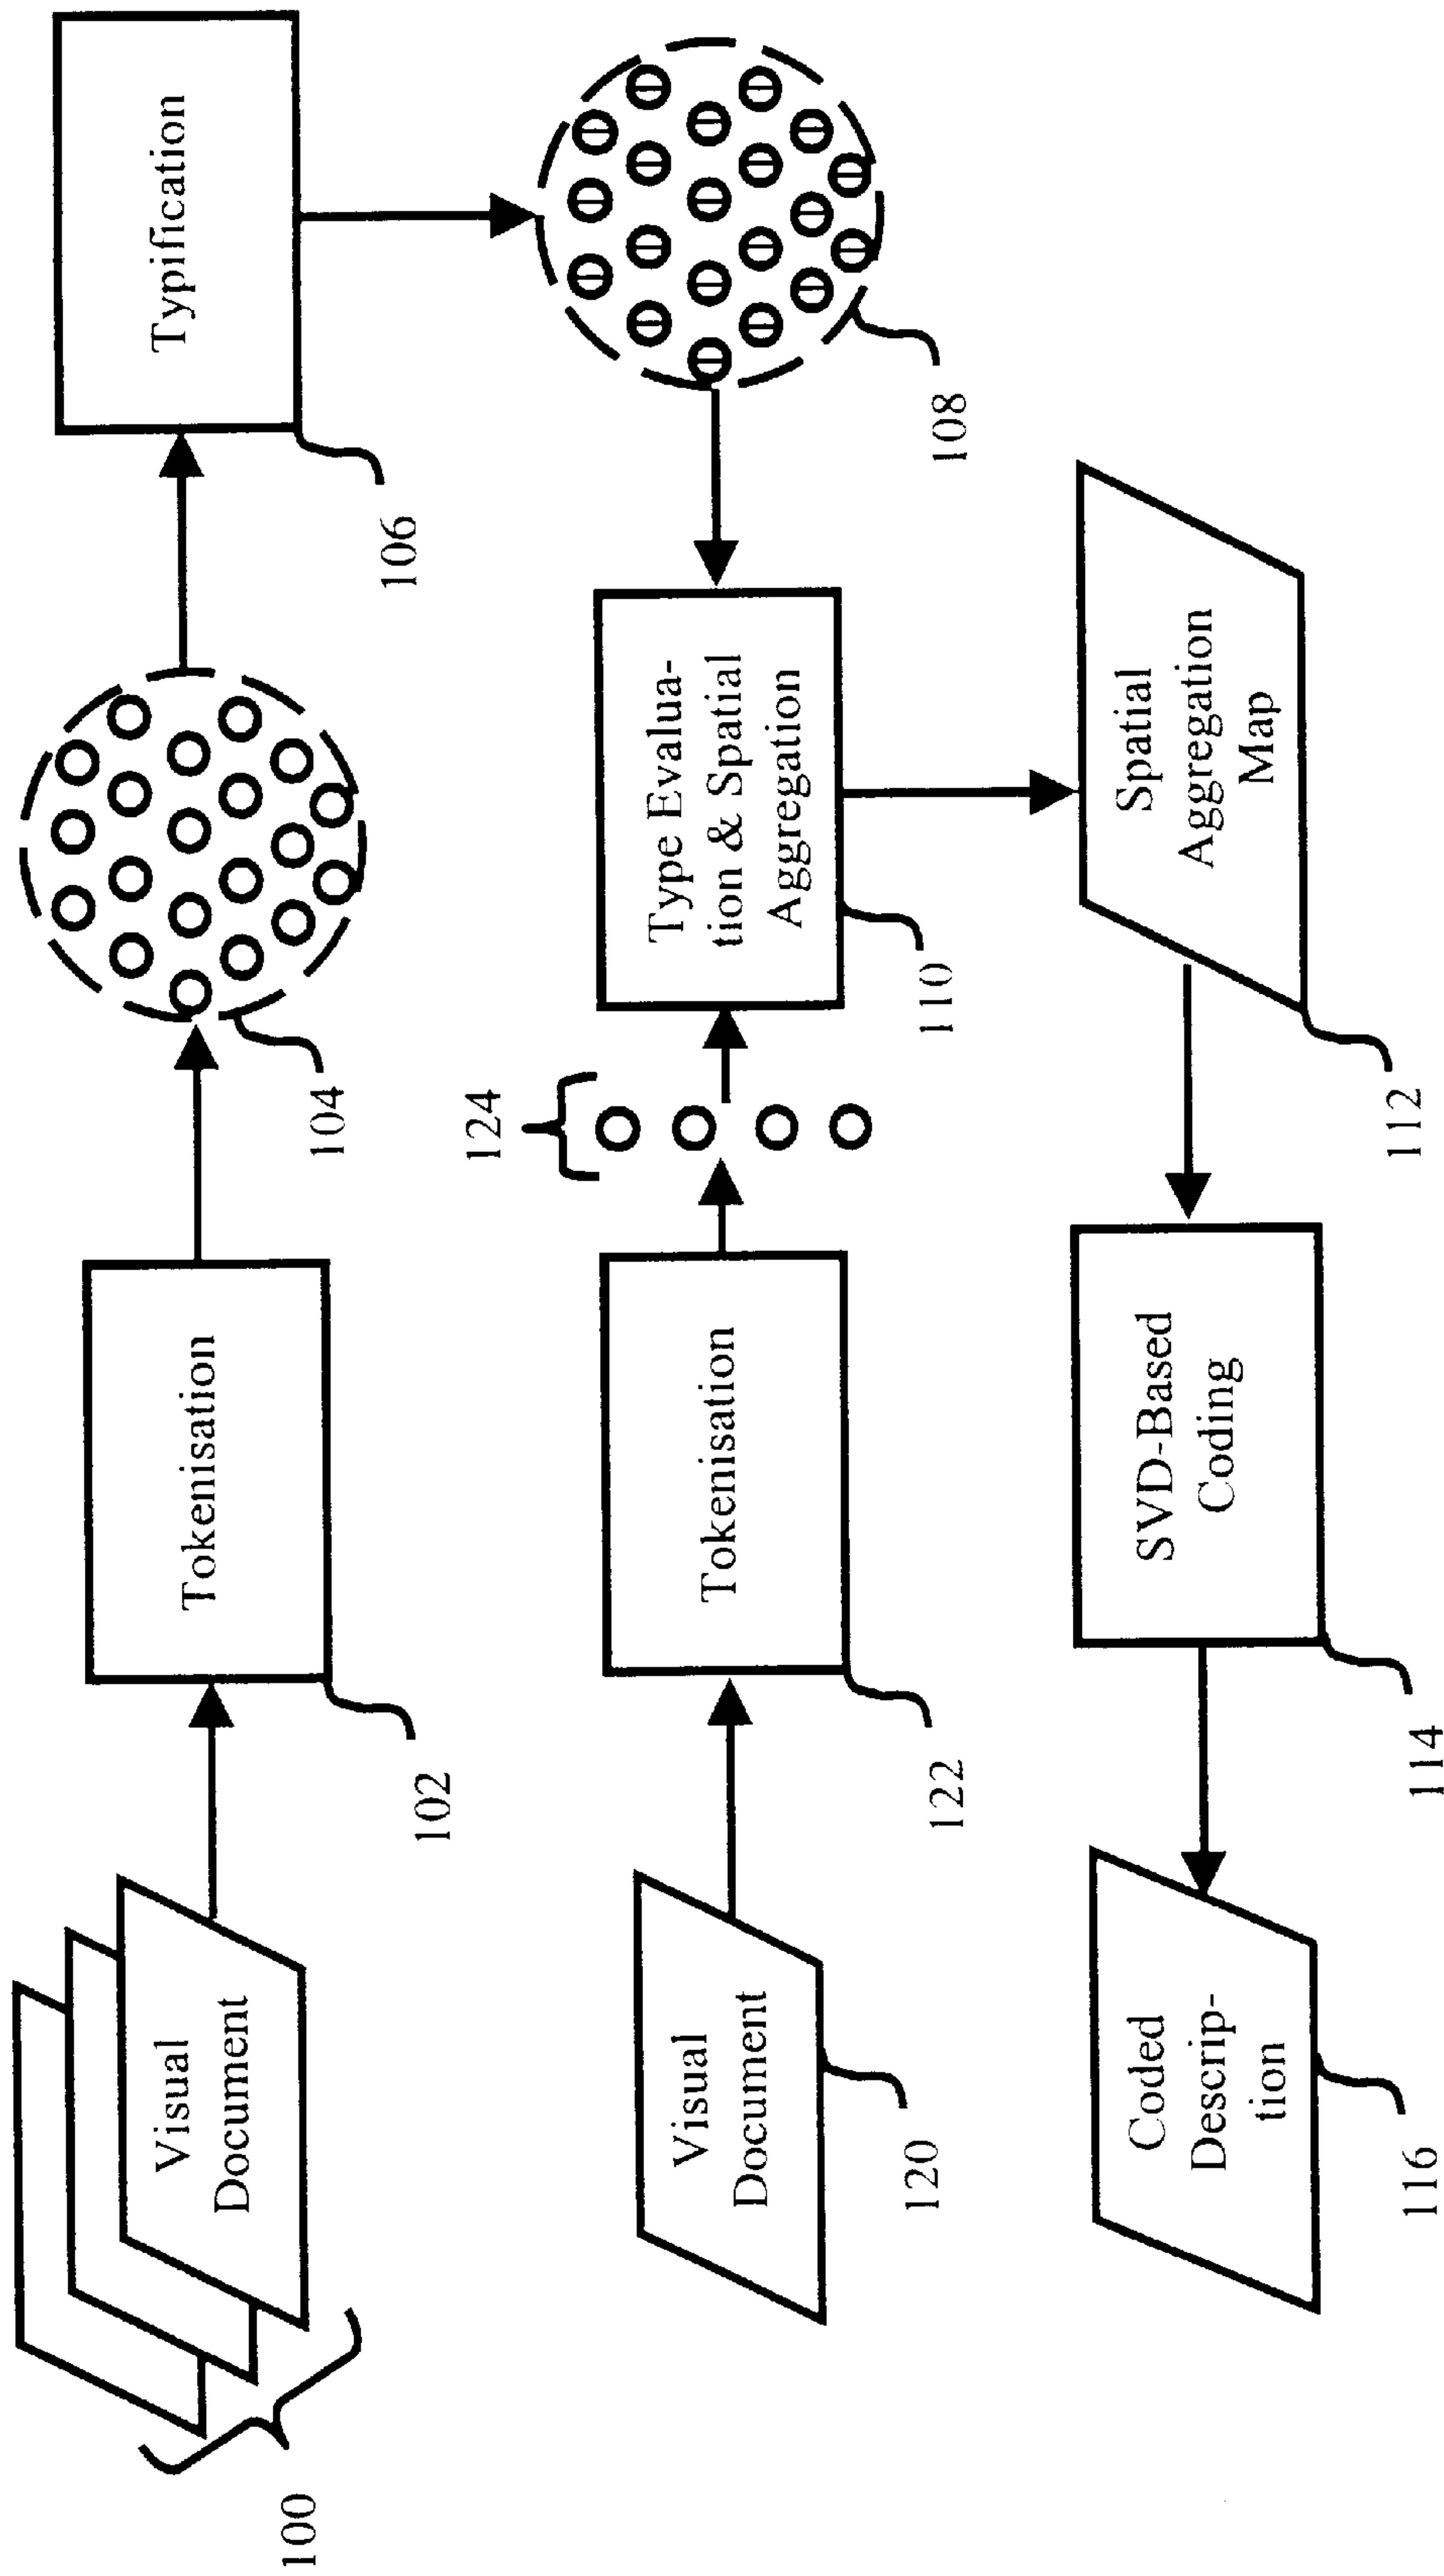 Visual
Document
100
Tokenisation
102
104
Typification
106
Visual
Document
120
Tokenisation
122
124
Type Evalua-
tion & Spatial
Aggregation
110
108
Coded
Descrip-
tion
116
SVD-Based
Coding
114
Spatial
Aggregation
Map
112